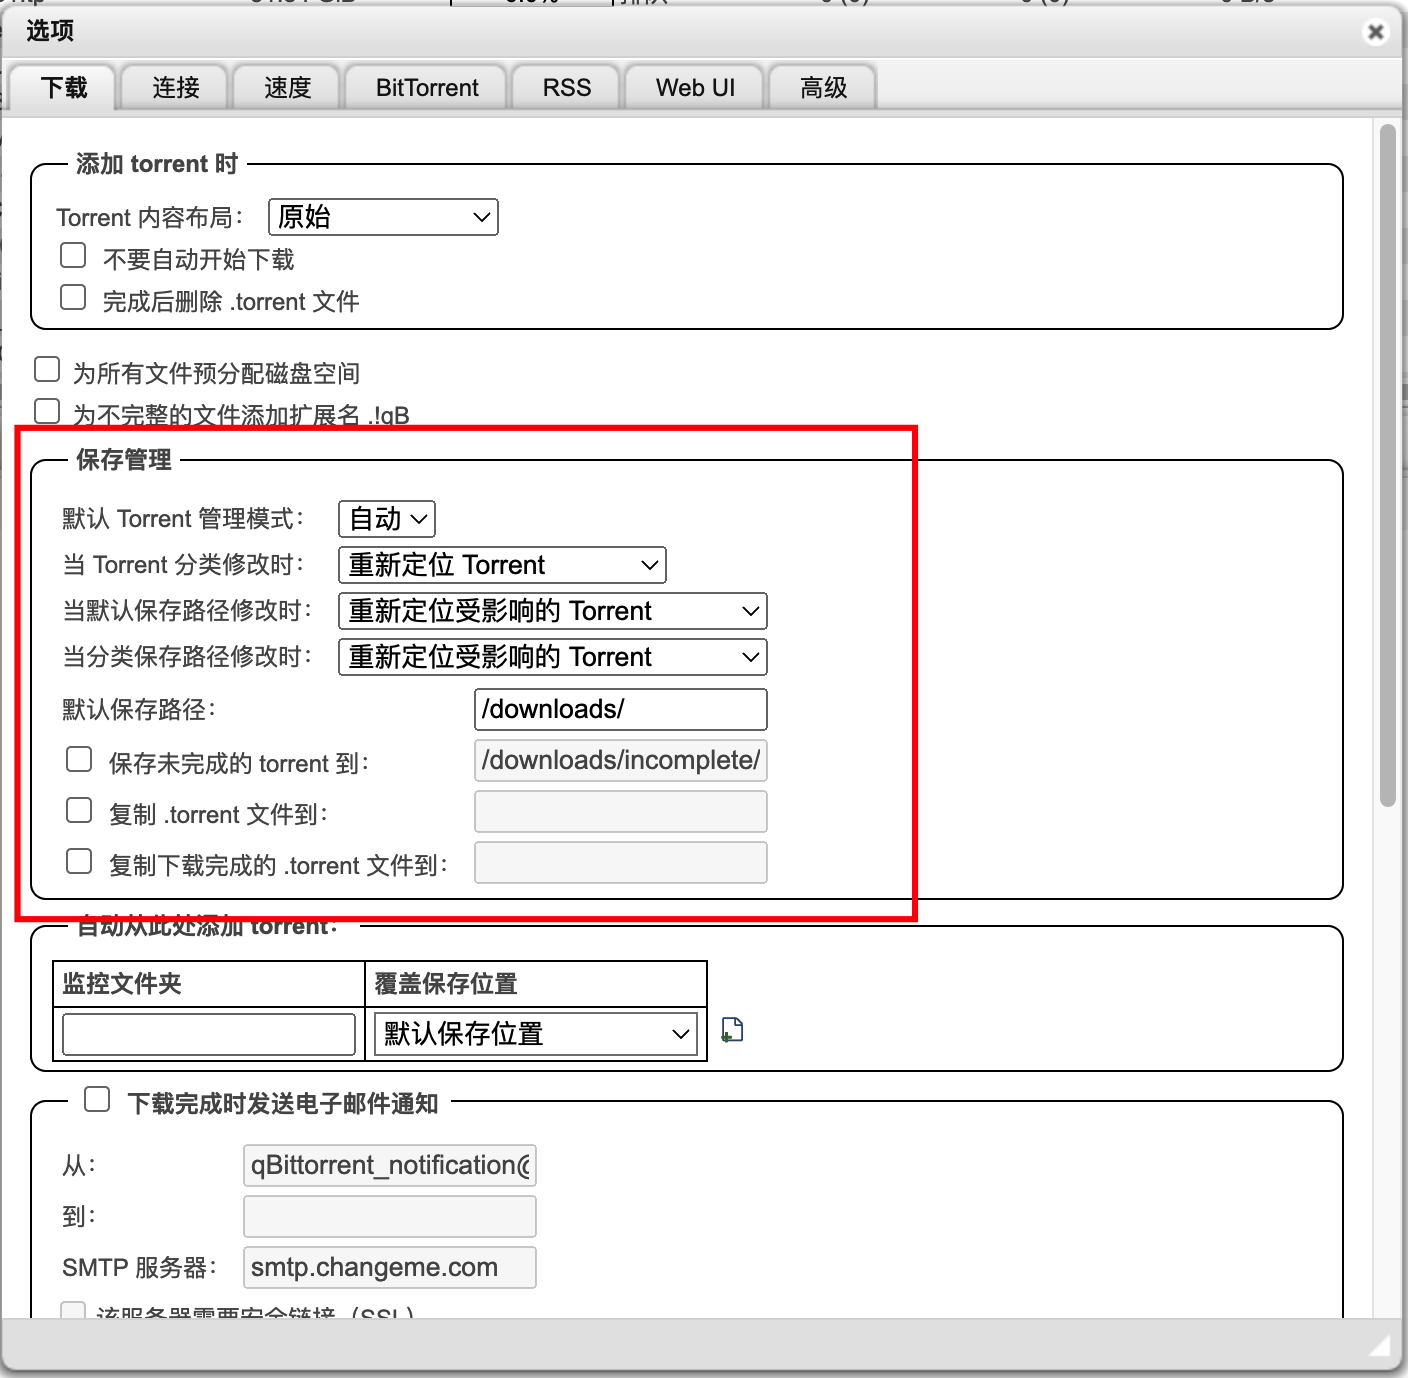 选项
下载 连接 速度 BitTorrent RSS Web UI 高级
添加 torrent 时
Torrent 内容布局： 原始
不要自动开始下载
完成后删除 .torrent 文件
为所有文件预分配磁盘空间
为不完整的文件添加扩展名 .!qB
保存管理
默认 Torrent 管理模式： 自动
当 Torrent 分类修改时： 重新定位 Torrent
当默认保存路径修改时： 重新定位受影响的 Torrent
当分类保存路径修改时： 重新定位受影响的 Torrent
默认保存路径： /downloads/
保存未完成的 torrent 到： /downloads/incomplete/
复制 .torrent 文件到：
复制下载完成的 .torrent 文件到：
自动从此处添加 torrent：
监控文件夹 覆盖保存位置
默认保存位置
下载完成时发送电子邮件通知
从： qBittorrent_notification@
到：
SMTP 服务器： smtp.changeme.com
该服务器需要安全链接（SSL）